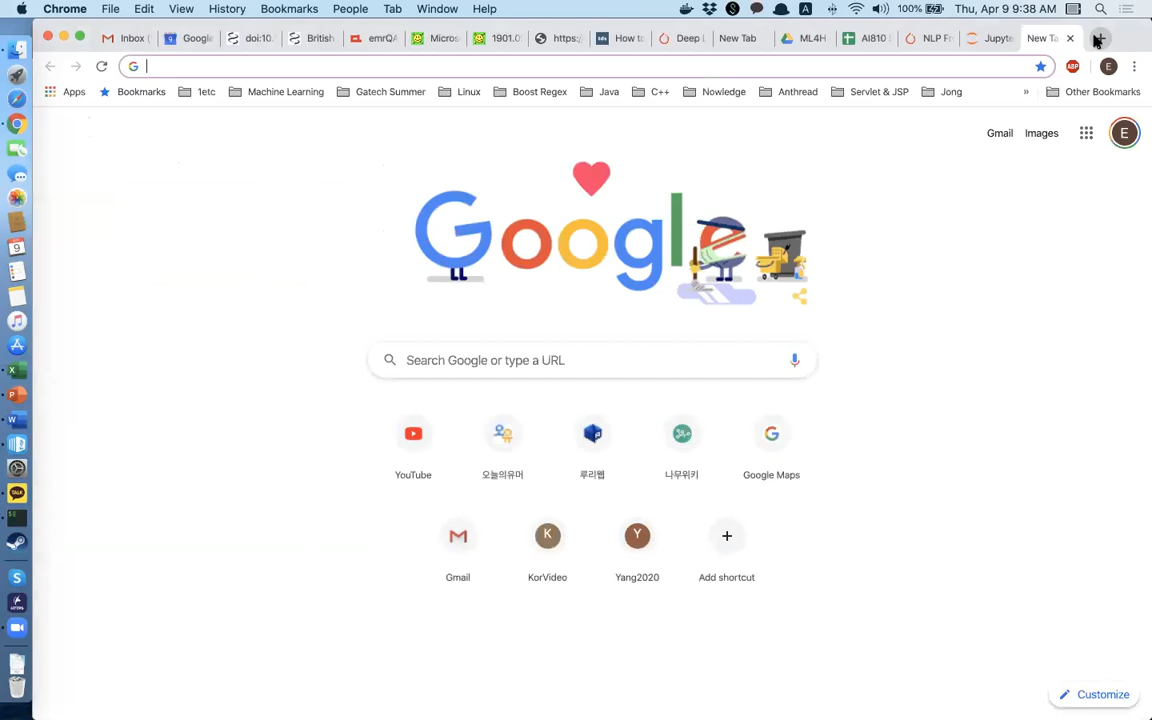 Chrome File Edit View History Bookmarks People Tab Window Help 100% Thu, Apr 9 9:38 AM
Inbox ( Google doi:10. British emrQA Micros 1901.0 https:/ How to Deep L New Tab ML4H AI810 NLP Fr Jupyte New Ta
Apps Bookmarks 1etc Machine Learning Gatech Summer Linux Boost Regex Java C++ Nowledge Anthread Servlet & JSP Jong » Other Bookmarks
Gmail Images E
Google
Search Google or type a URL
YouTube 오늘의유머 루리웹 나무위키 Google Maps
K Y
Gmail KorVideo Yang2020 Add shortcut
Customize